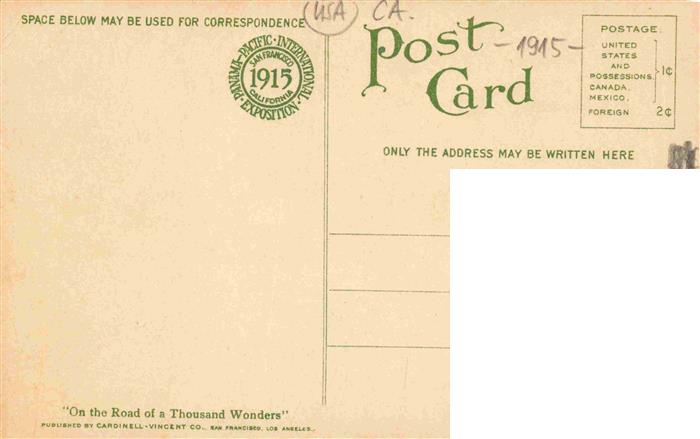 (USA) CA.
SPACE BELOW MAY BE USED FOR CORRESPONDENCE
PANAMA-PACIFIC-INTERNATIONAL
EXPOSITION
SAN FRANCISCO
1915
CALIFORNIA
Post
Card
-1915-
POSTAGE.
UNITED
STATES
AND
POSSESSIONS.
CANADA.
MEXICO.
1¢
FOREIGN 2¢
ONLY THE ADDRESS MAY BE WRITTEN HERE
"On the Road of a Thousand Wonders"
PUBLISHED BY CARDINELL-VINCENT CO., SAN FRANCISCO, LOS ANGELES.